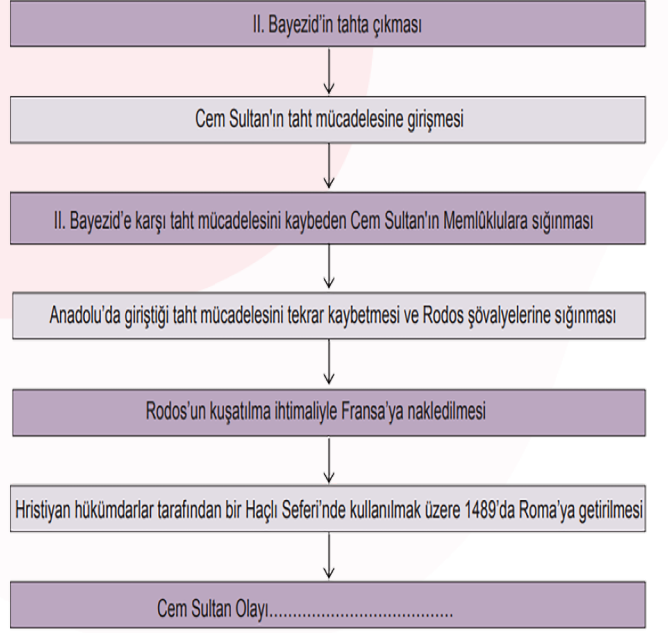 II. Bayezid'in tahta çıkması
Cem Sultan'ın taht mücadelesine girişmesi
II. Bayezid'e karşı taht mücadelesini kaybeden Cem Sultan'ın Memlûklulara sığınması
Anadolu'da giriştiği taht mücadelesini tekrar kaybetmesi ve Rodos şövalyelerine sığınması
Rodos'un kuşatılma ihtimaliyle Fransa'ya nakledilmesi
Hristiyan hükümdarlar tarafından bir Haçlı Seferi'nde kullanılmak üzere 1489'da Roma'ya getirilmesi
Cem Sultan Olayı.......................................